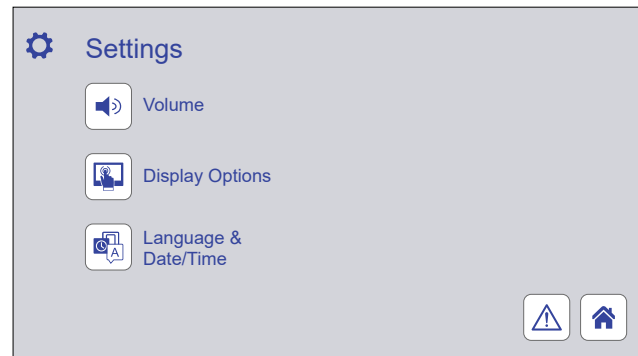 Settings
Volume
Display Options
A
Language &
Date/Time